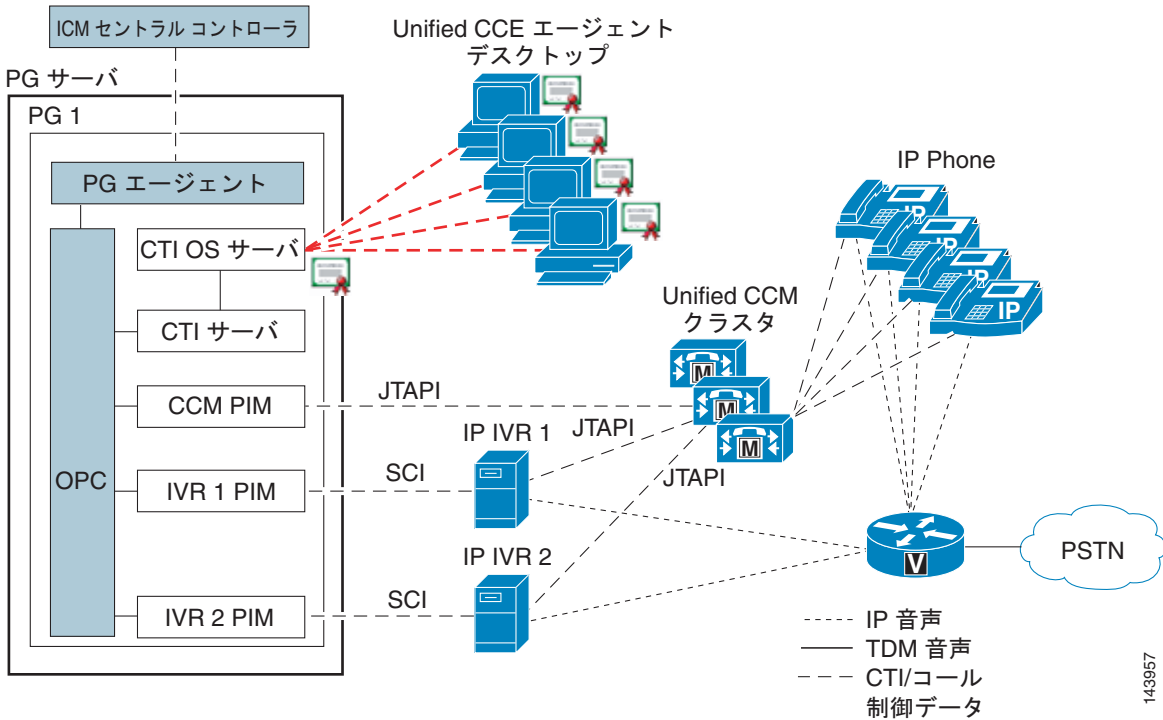 ICM セントラル コントローラ
Unified CCE エージェント
デスクトップ
PG サーバ
PG 1
PG エージェント
CTI OS サーバ
CTI サーバ
CCM PIM
OPC
IVR 1 PIM
IVR 2 PIM
JTAPI
IP IVR 1
JTAPI
SCI
JTAPI
IP IVR 2
SCI
Unified CCM
クラスタ
M
M
M
IP Phone
IP
IP
IP
IP
V
PSTN
IP 音声
TDM 音声
CTI/コール
制御データ
143957